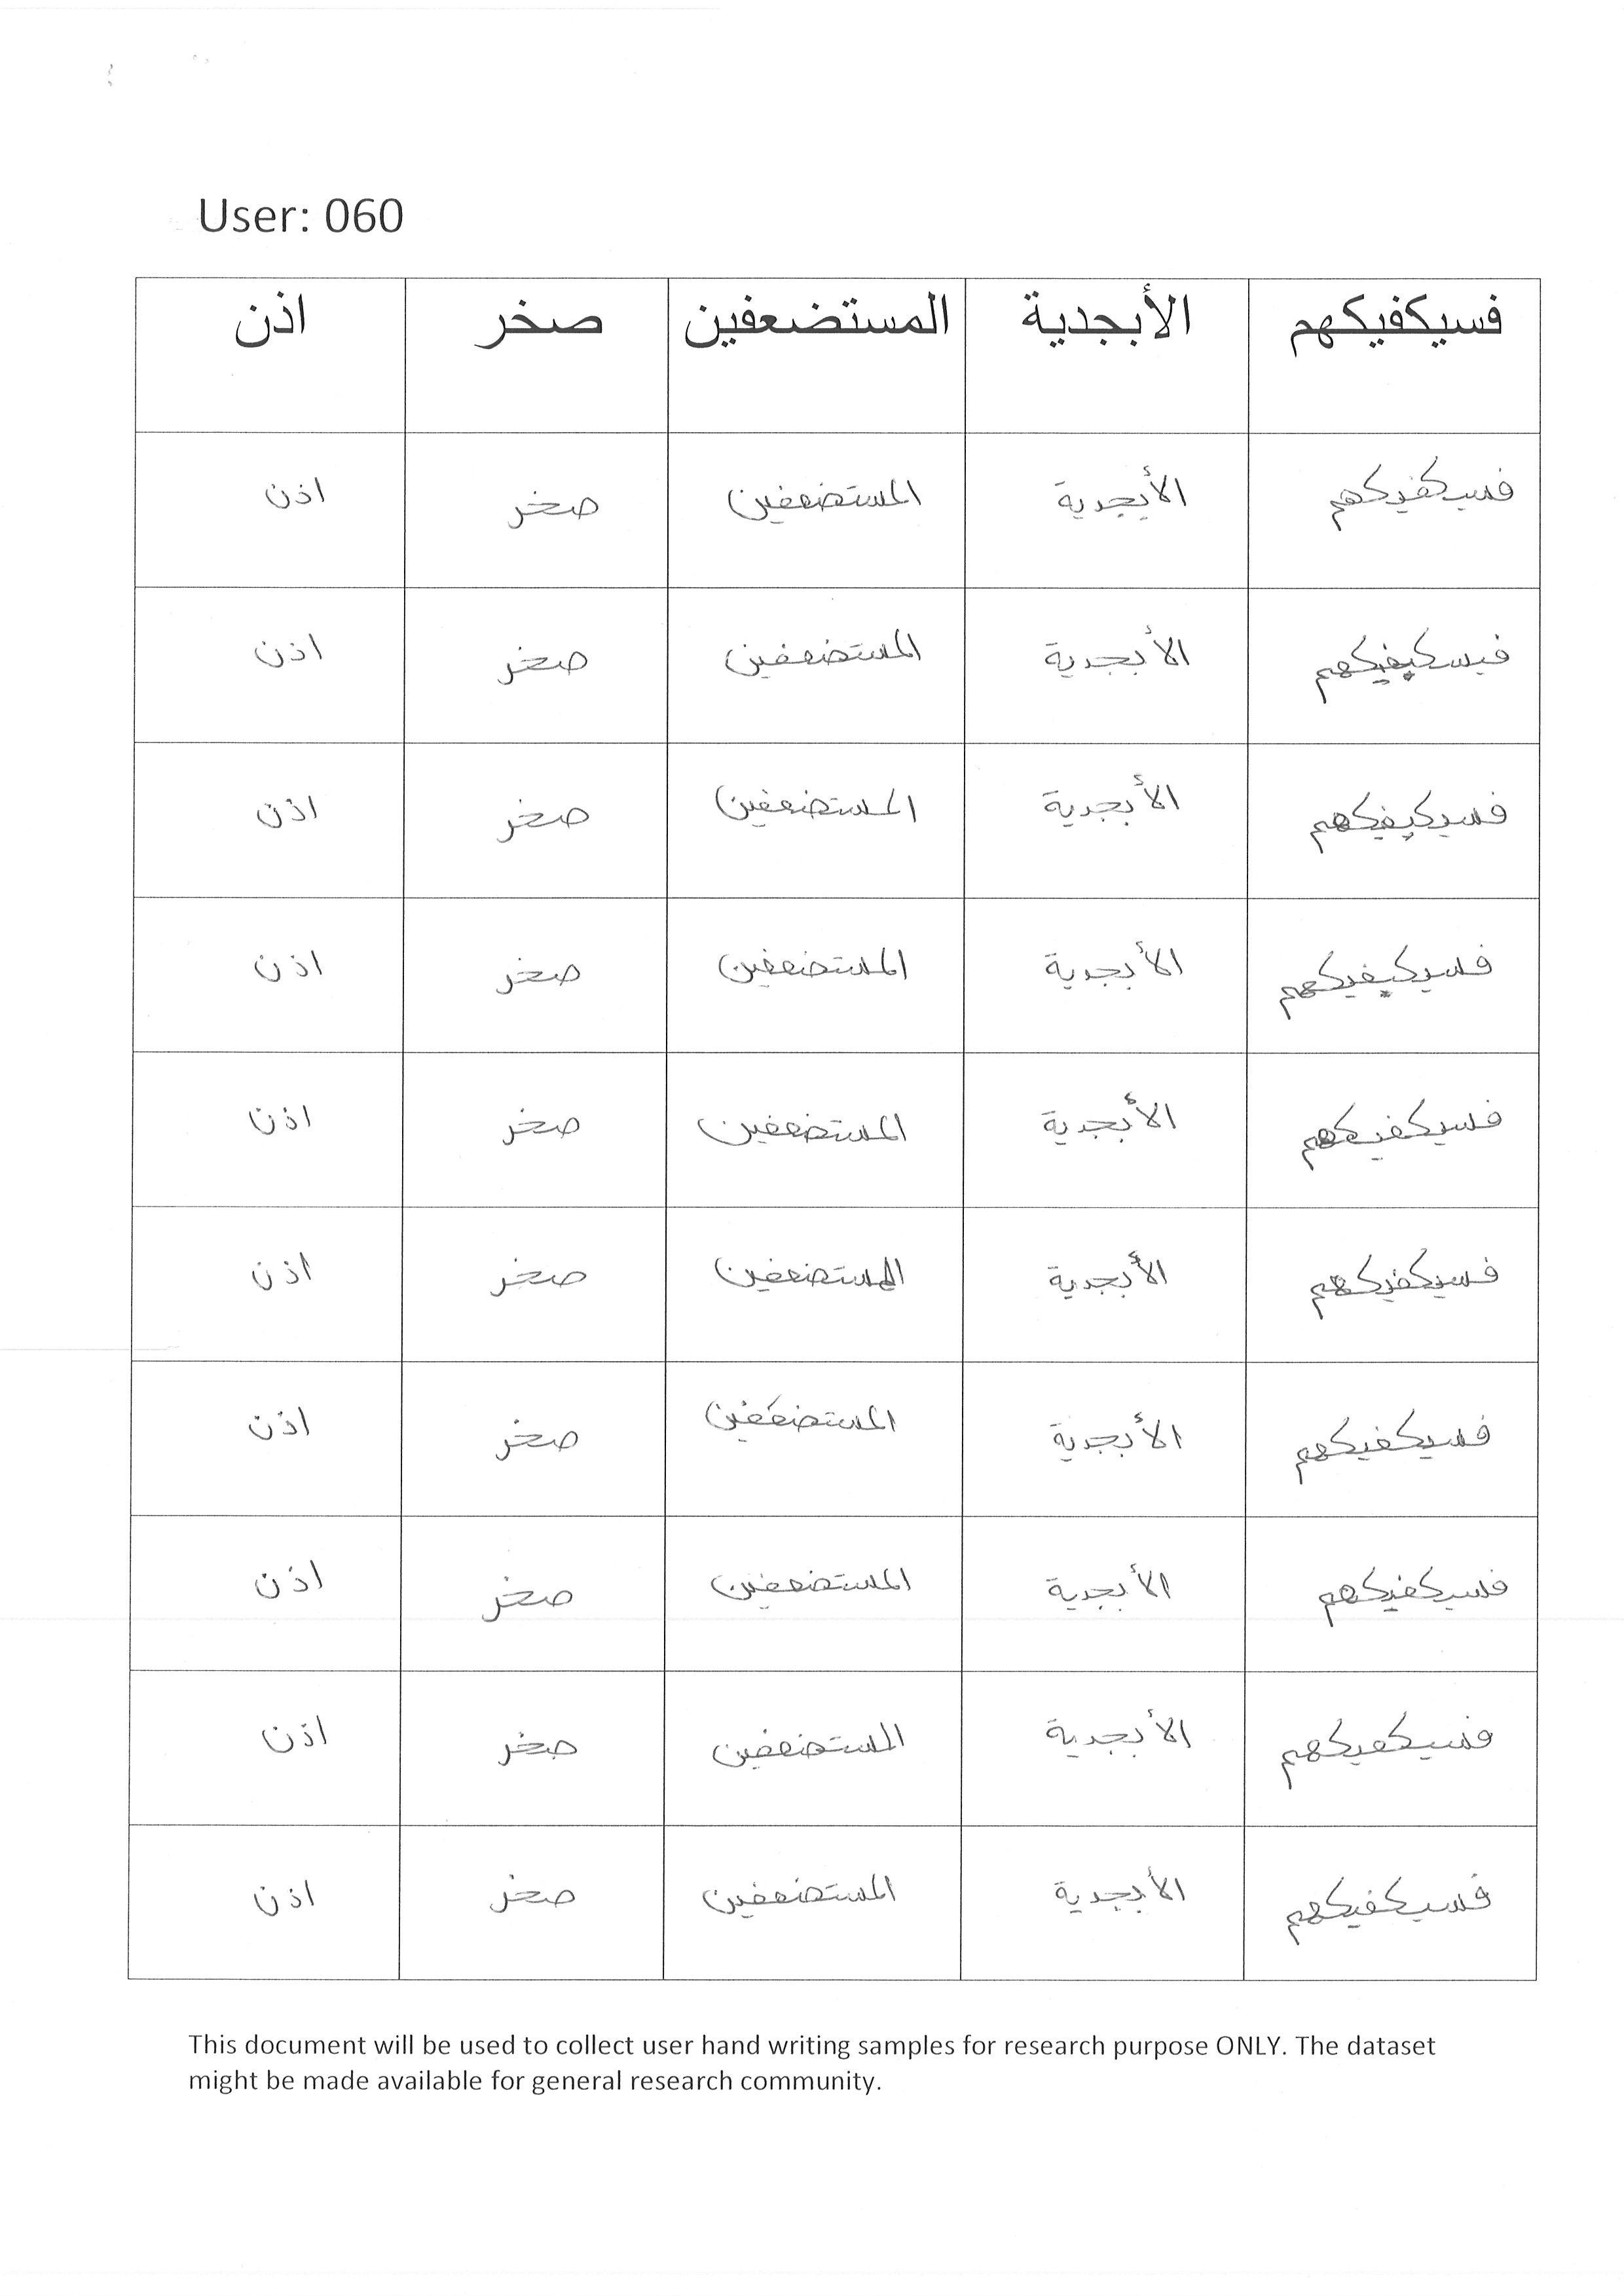 User: 060
فسيكفيكهم الأبجدية المستضعفين صخر اذن
فسيكفيكهم الأبجدية المستضعفين صخر اذن
فسيكفيكهم الأبجدية المستضعفين صخر اذن
فسيكفيكهم الأبجدية المستضعفين صخر اذن
فسيكفيكهم الأبجدية المستضعفين صخر اذن
فسيكفيكهم الأبجدية المستضعفين صخر اذن
فسيكفيكهم الأبجدية المستضعفين صخر اذن
فسيكفيكهم الأبجدية المستضعفين صخر اذن
فسيكفيكهم الأبجدية المستضعفين صخر اذن
فسيكفيكهم الأبجدية المستضعفين صخر اذن
فسيكفيكهم الأبجدية المستضعفين صخر اذن
This document will be used to collect user hand writing samples for research purpose ONLY. The dataset
might be made available for general research community.